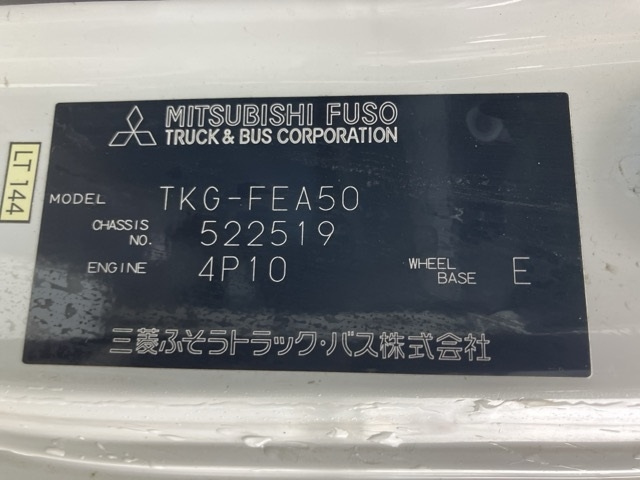 MITSUBISHI FUSO
TRUCK & BUS CORPORATION
LT 144
MODEL TKG-FEA50
CHASSIS NO. 522519
ENGINE 4P10 WHEEL BASE E
三菱ふそうトラック・バス株式会社